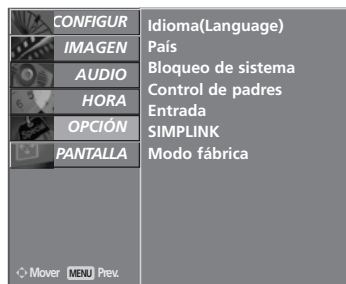 CONFIGUR
IMAGEN
AUDIO
HORA
OPCIÓN
PANTALLA
Mover MENU Prev.
Idioma(Language)
País
Bloqueo de sistema
Control de padres
Entrada
SIMPLINK
Modo fábrica